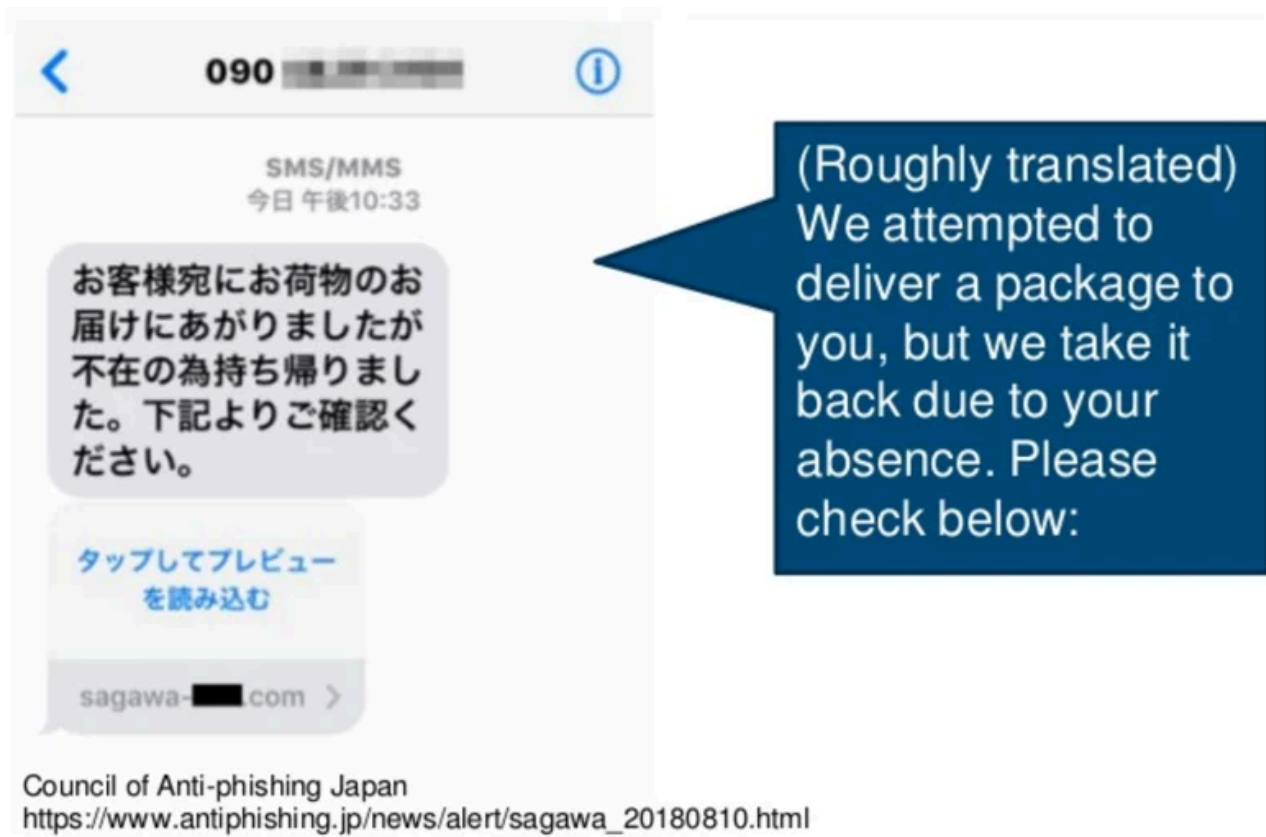 090
SMS/MMS
今日 午後10:33
お客様宛にお荷物のお
届けにあがりましたが
不在の為持ち帰りまし
た。下記よりご確認く
ださい。
タップしてプレビュー
を読み込む
sagawa- .com
(Roughly translated)
We attempted to
deliver a package to
you, but we take it
back due to your
absence. Please
check below:
Council of Anti-phishing Japan
https://www.antiphishing.jp/news/alert/sagawa_20180810.html